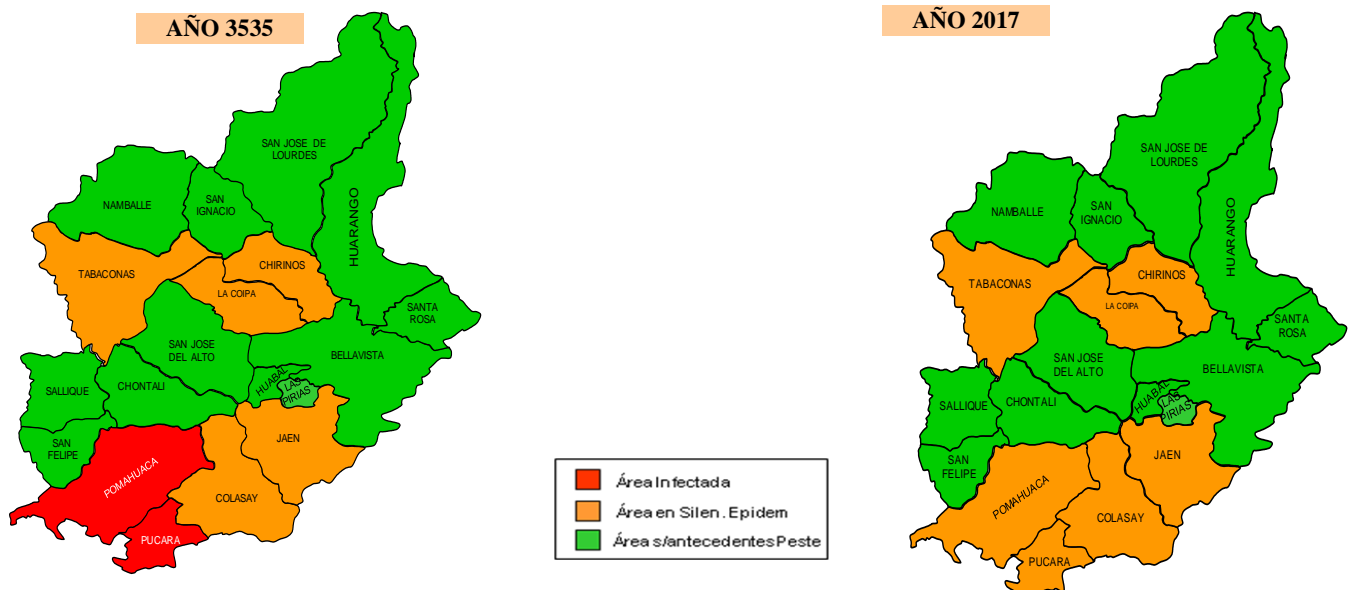 AÑO 3535
SAN JOSE DE
LOURDES
NAMBALLE
SAN
IGNACIO
HUARANGO
TABACONAS
CHIRINOS
LA COIPA
SANTA
ROSA
SAN JOSE
DEL ALTO
BELLAVISTA
HUABAL
LAS
PIRIAS
SALLIQUE
CHONTALI
SAN
FELIPE
JAEN
POMAHUACA
COLASAY
PUCARA
Área Infectada
Área en Silen. Epidem
Área s/antecedentes Peste
AÑO 2017
SAN JOSE DE
LOURDES
NAMBALLE
SAN
IGNACIO
HUARANGO
TABACONAS
CHIRINOS
LA COIPA
SANTA
ROSA
SAN JOSE
DEL ALTO
BELLAVISTA
HUABAL
LAS
PIRIAS
SALLIQUE
CHONTALI
SAN
FELIPE
JAEN
POMAHUACA
COLASAY
PUCARA